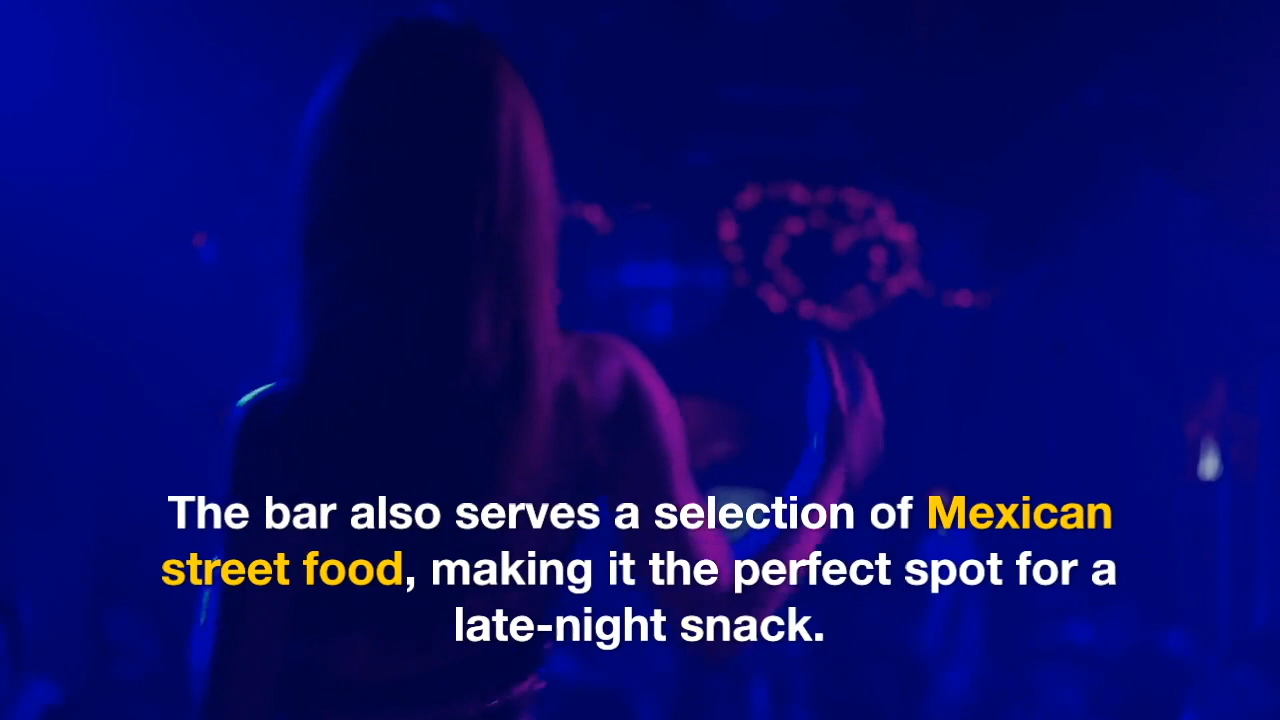 The bar also serves a selection of Mexican
street food, making it the perfect spot for a
late-night snack.